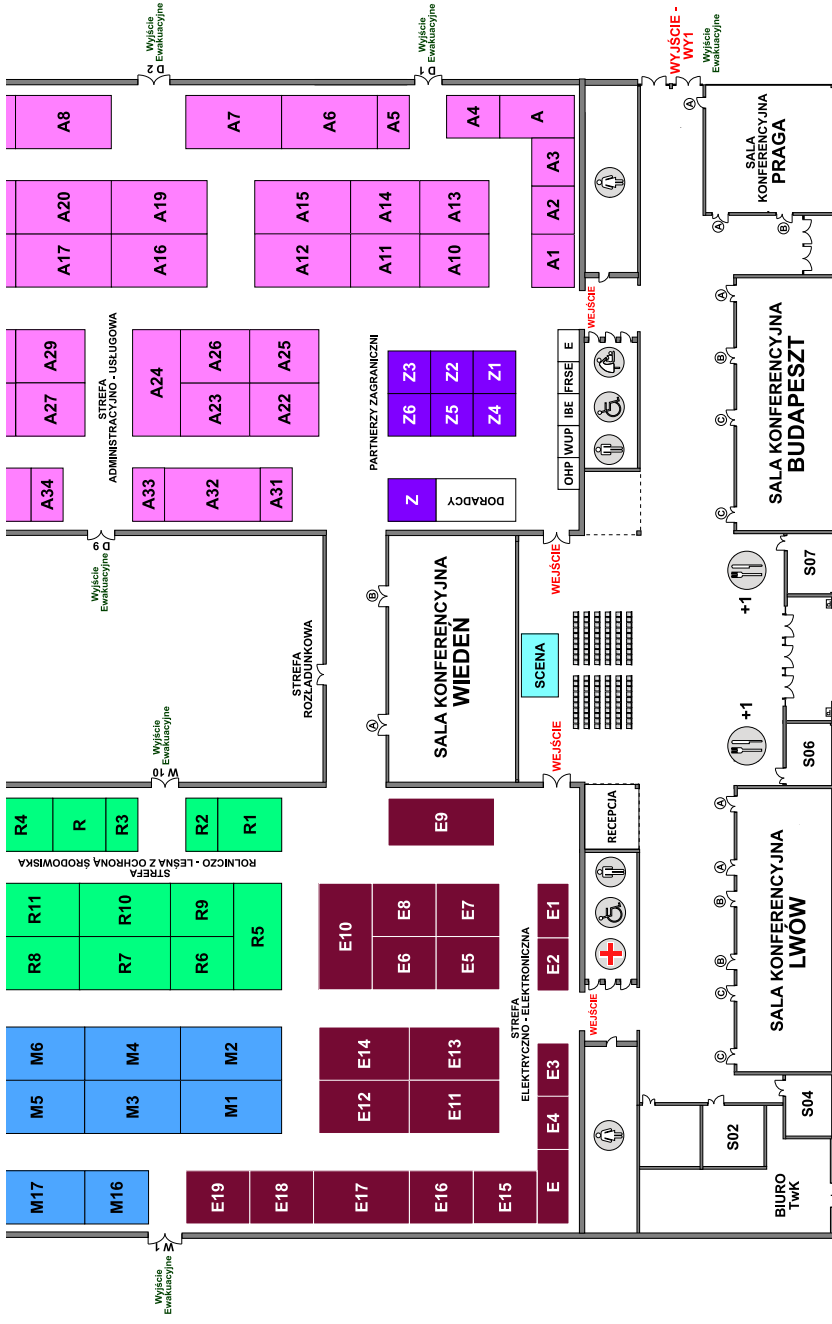 Wyjście
Ewakuacyjne
W 1
M17
M16
E19
E18
E17
E16
E15
E
BIURO
TwK
M5
M3
M1
E12
E11
E4
S02
S04
M6
M4
M2
E14
E13
E3
WEJŚCIE
R8
R7
R6
R5
E6
E5
E2
R11
R10
R9
E10
E8
E7
E1
STREFA
ELEKTRYCZNO - ELEKTRONICZNA
SALA KONFERENCYJNA
LWÓW
C
C
B
B
A
A
STREFA
ROLNICZO - LEŚNA Z OCHRONĄ ŚRODOWISKA
R4
R
R3
R2
R1
E9
RECEPCJA
Wyjście
Ewakuacyjne
W 10
WEJŚCIE
S06
+1
STREFA
ROZŁADUNKOWA
SALA KONFERENCYJNA
WIEDEŃ
A
B
SCENA
+1
S07
Wyjście
Ewakuacyjne
D 9
WEJŚCIE
A34
A33
A32
A31
Z
DORADCY
OHP
WUP
IBE
FRSE
E
PARTNERZY ZAGRANICZNI
Z6
Z5
Z4
Z3
Z2
Z1
STREFA
ADMINISTRACYJNO - USŁUGOWA
A27
A29
A24
A23
A26
A22
A25
WEJŚCIE
SALA KONFERENCYJNA
BUDAPESZT
C
C
B
A
A17
A16
A12
A11
A10
A1
A20
A19
A15
A14
A13
A2
A3
A8
A7
A6
A5
A4
A
SALA
KONFERENCYJNA
PRAGA
A
B
A
Wyjście
Ewakuacyjne
D 2
Wyjście
Ewakuacyjne
D 1
WYJŚCIE -
WY1
Wyjście
Ewakuacyjne